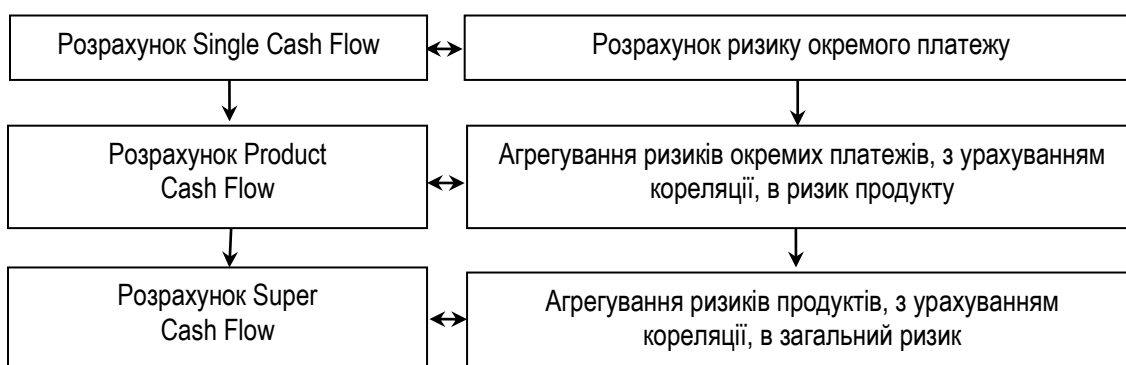 Розрахунок Single Cash Flow
Розрахунок ризику окремого платежу
Розрахунок Product
Cash Flow
Агрегування ризиків окремих платежів, з урахуванням
кореляції, в ризик продукту
Розрахунок Super
Cash Flow
Агрегування ризиків продуктів, з урахуванням
кореляції, в загальний ризик